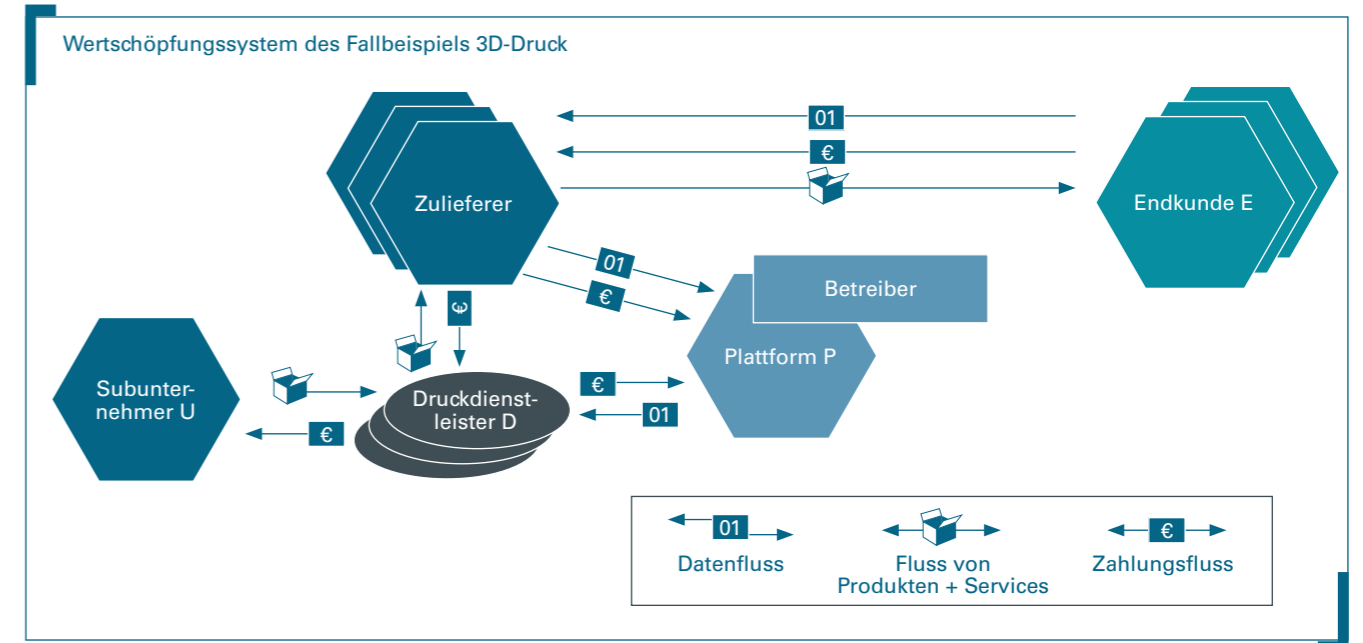 Wertschöpfungssystem des Fallbeispiels 3D-Druck
01
€
Zulieferer
Endkunde E
01
€
€
Betreiber
Plattform P
Subunter-
nehmer U
€
Druckdienst-
leister D
€
01
01
€
Datenfluss
Fluss von
Produkten + Services
Zahlungsfluss